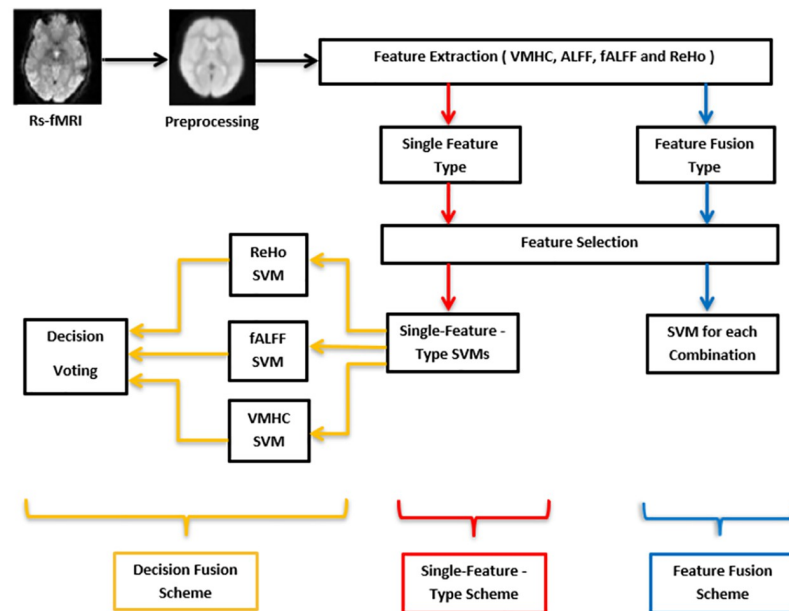 Feature Extraction ( VMHC, ALFF, fALFF and ReHo )
Rs-fMRI
Preprocessing
Single Feature
Type
Feature Fusion
Type
Feature Selection
ReHo
SVM
Decision
Voting
fALFF
SVM
Single-Feature -
Type SVMs
SVM for each
Combination
VMHC
SVM
Decision Fusion
Scheme
Single-Feature -
Type Scheme
Feature Fusion
Scheme